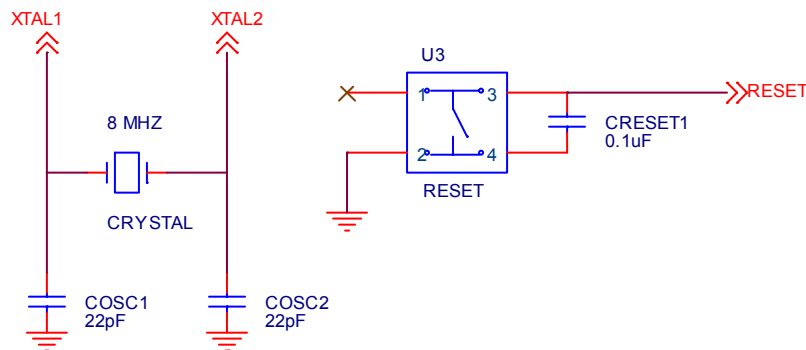 XTAL1
XTAL2
8 MHZ
CRYSTAL
COSC1
22pF
COSC2
22pF
U3
1
3
2
4
RESET
CRESET1
0.1uF
RESET